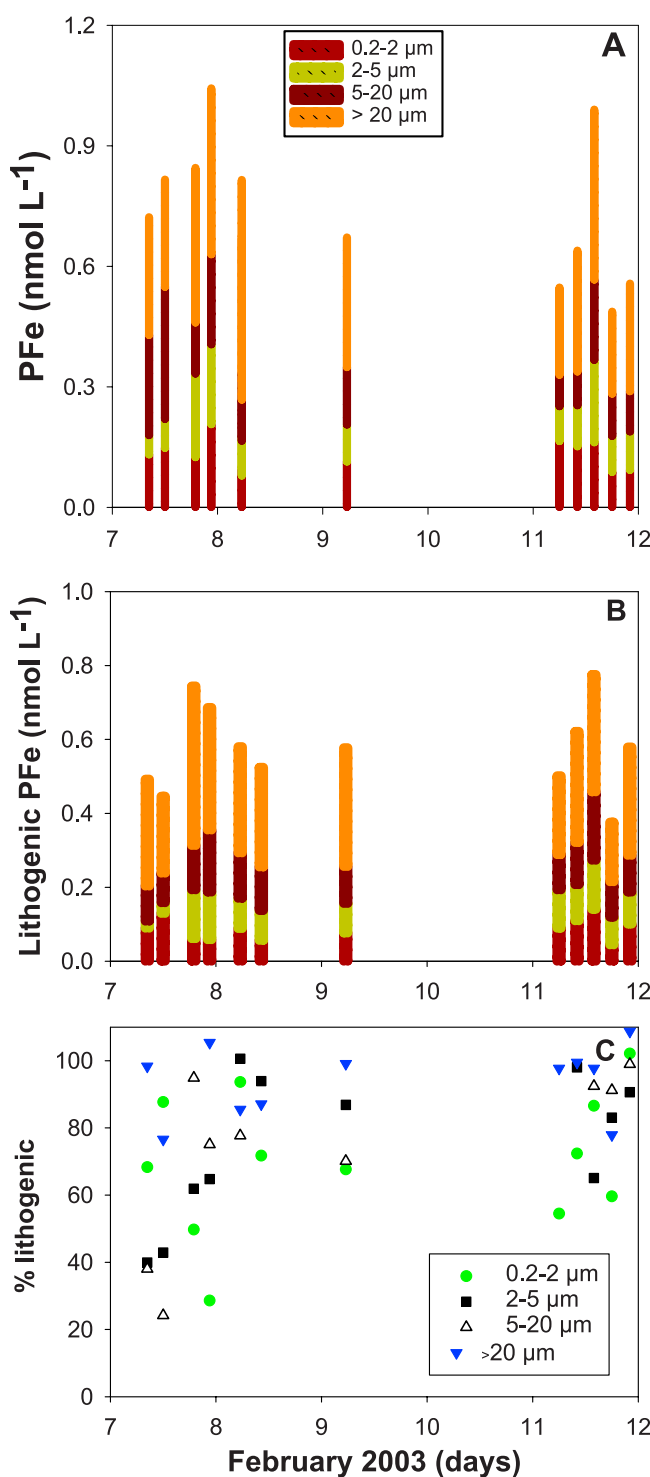 A
0.2-2 µm
2-5 µm
5-20 µm
> 20 µm
PFe (nmol L-1)
1.2
0.9
0.6
0.3
0.0
7 8 9 10 11 12
B
Lithogenic PFe (nmol L-1)
1.0
0.8
0.6
0.4
0.2
0.0
7 8 9 10 11 12
C
% lithogenic
100
80
60
40
20
0
0.2-2 µm
2-5 µm
5-20 µm
>20 µm
7 8 9 10 11 12
February 2003 (days)